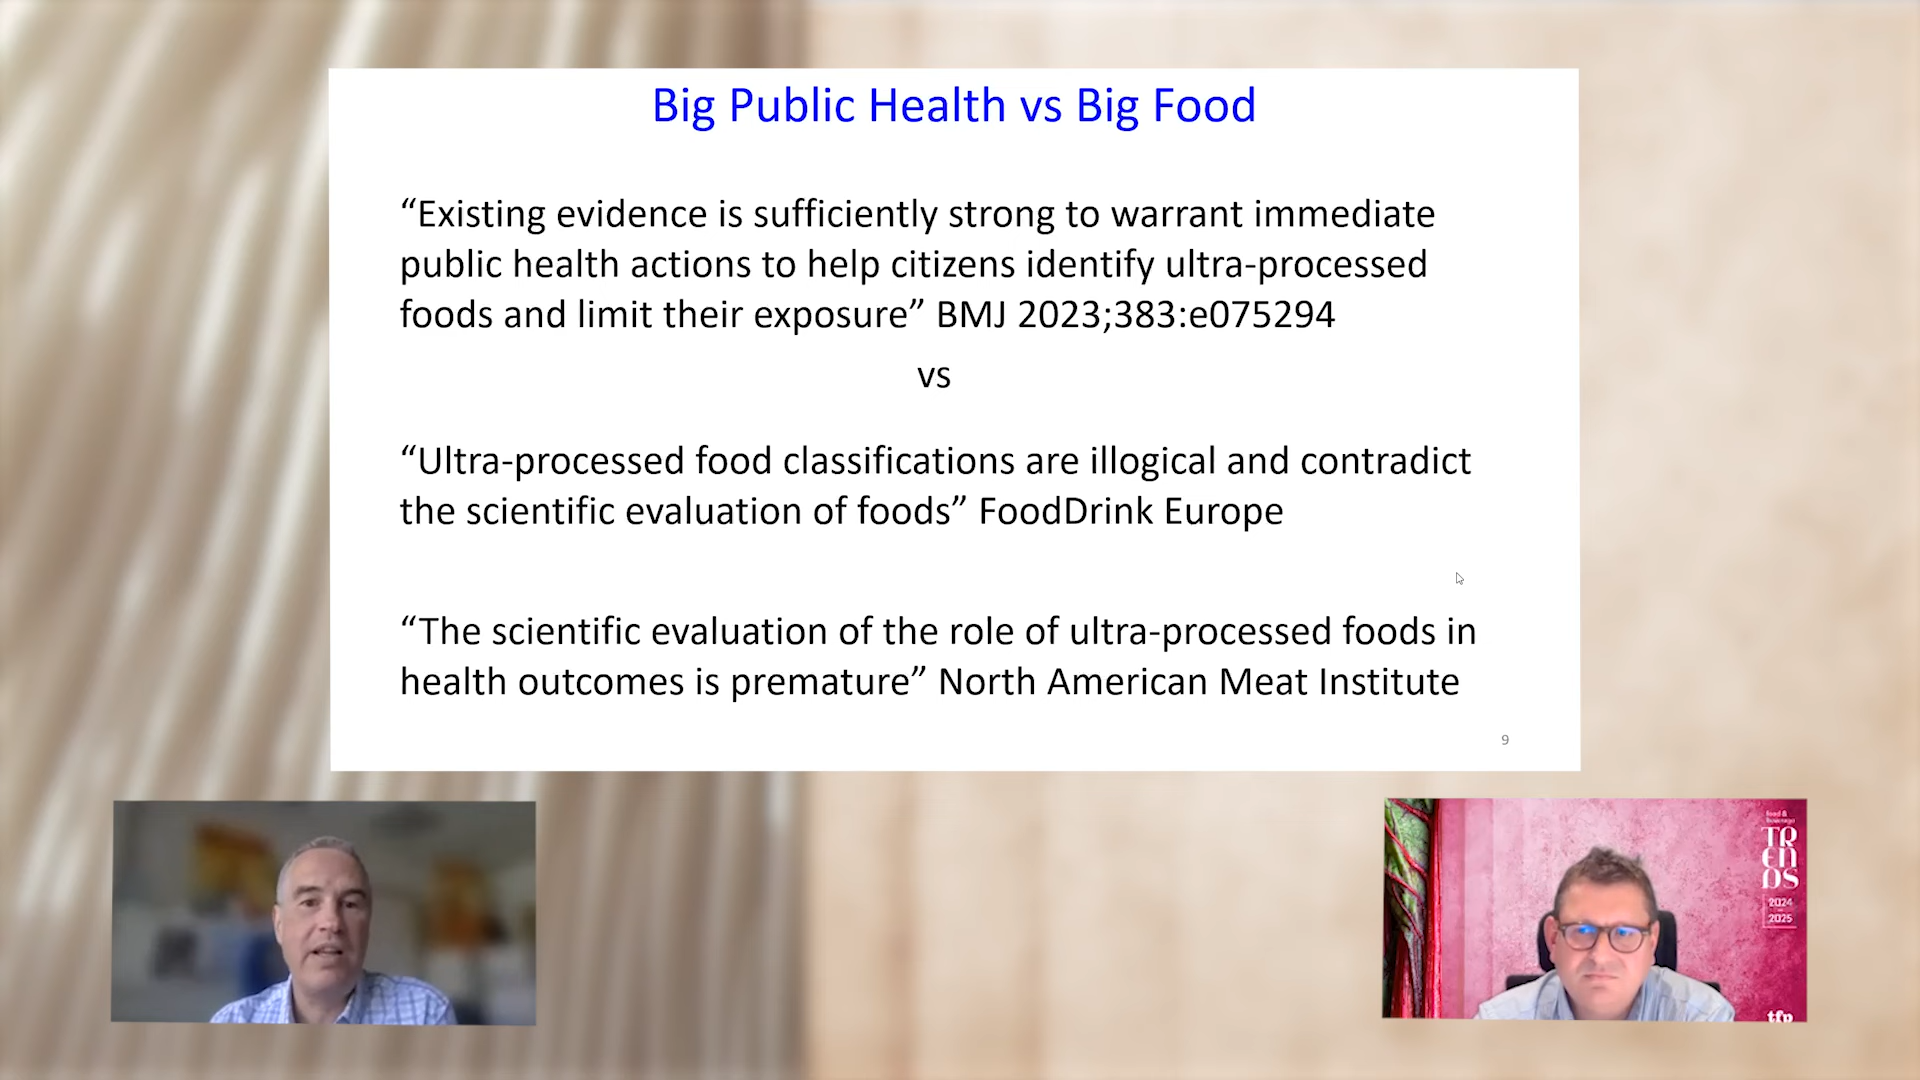 Big Public Health vs Big Food
“Existing evidence is sufficiently strong to warrant immediate
public health actions to help citizens identify ultra-processed
foods and limit their exposure” BMJ 2023;383:e075294
vs
“Ultra-processed food classifications are illogical and contradict
the scientific evaluation of foods” FoodDrink Europe
“The scientific evaluation of the role of ultra-processed foods in
health outcomes is premature” North American Meat Institute
9
food &
beverage
TR
EN
DS
2024
2025
tfp